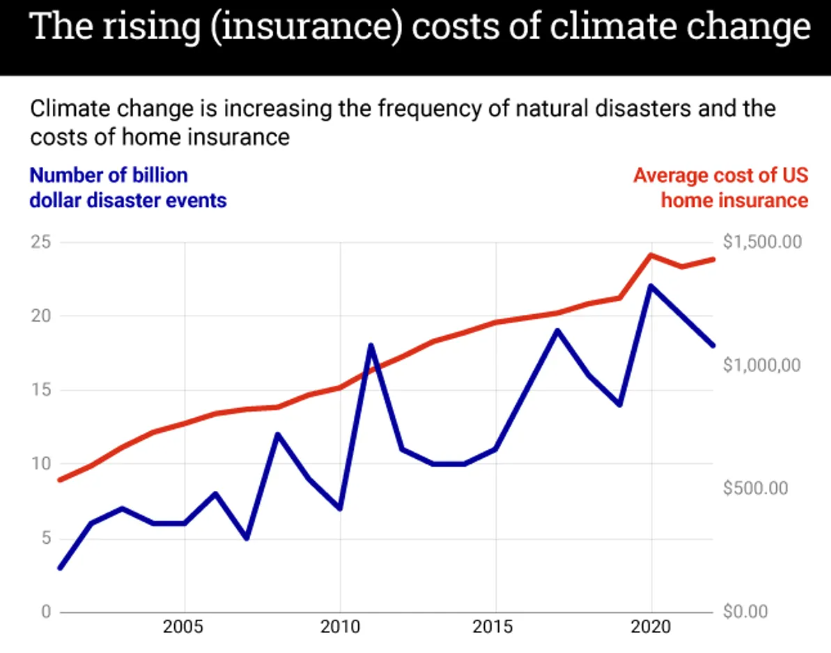 The rising (insurance) costs of climate change
Climate change is increasing the frequency of natural disasters and the
costs of home insurance
Number of billion
dollar disaster events
Average cost of US
home insurance
25
$1,500.00
20
$1,000,00
15
10
$500.00
5
0
$0.00
2005
2010
2015
2020